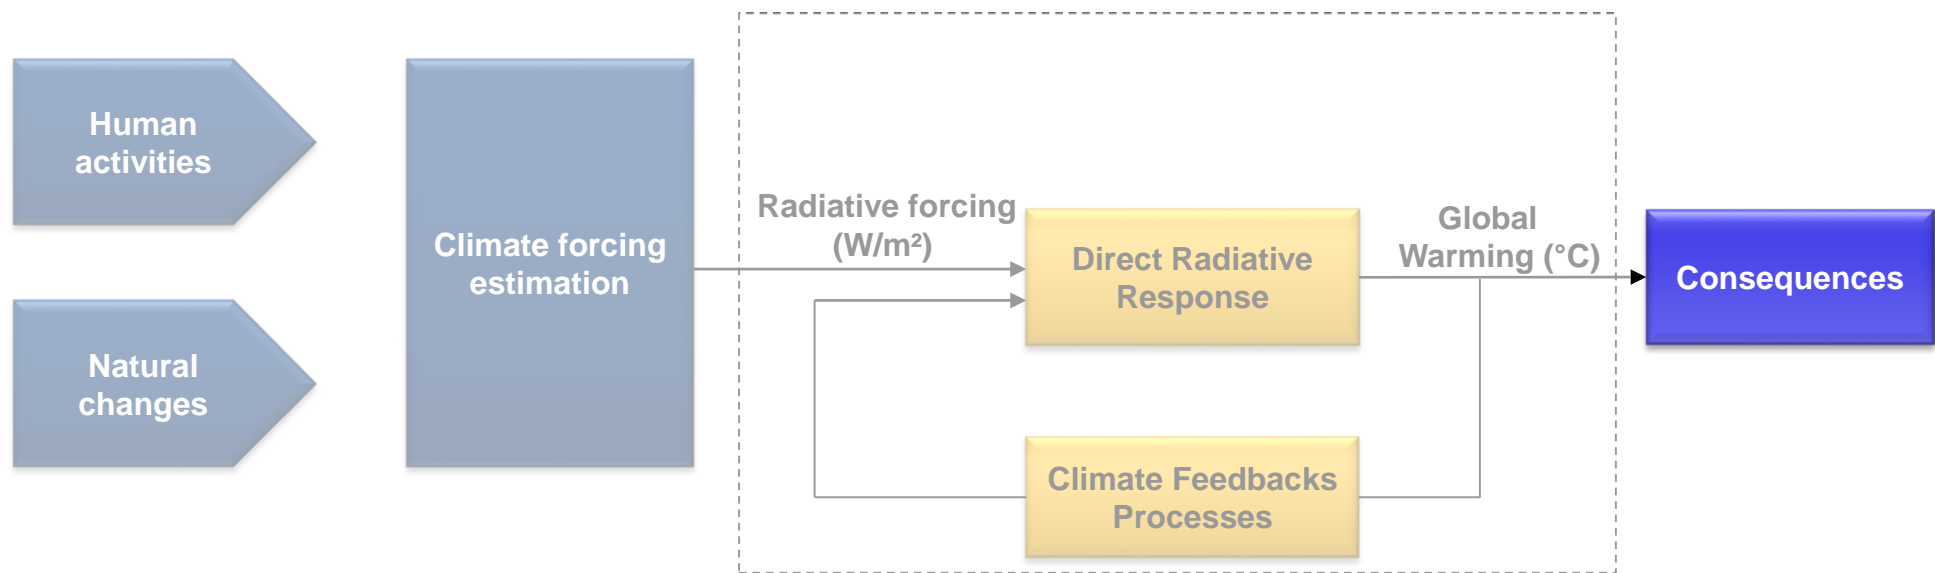 Human
activities
Natural
changes
Climate forcing
estimation
Radiative forcing
(W/m²)
Direct Radiative
Response
Global
Warming (°C)
Consequences
Climate Feedbacks
Processes